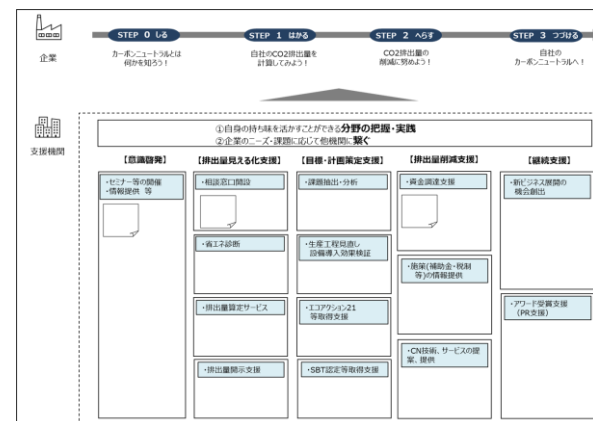 STEP 0 しる
STEP 1 はかる
STEP 2 へらす
STEP 3 つづける
企業
カーボンニュートラルとは
何かを知ろう！
自社のCO2排出量を
計算してみよう！
CO2排出量の
削減に努めよう！
自社の
カーボンニュートラルへ！
支援機関
①自身の持ち味を活かすことができる分野の把握・実践
②企業のニーズ・課題に応じて他機関に繋ぐ
【意識啓発】
【排出量見える化支援】
【目標・計画策定支援】
【排出量削減支援】
【継続支援】
・セミナー等の開催
・情報提供 等
・相談窓口開設
・省エネ診断
・排出量算定サービス
・排出量開示支援
・課題抽出・分析
・生産工程見直し
設備導入効果検証
・エコアクション21
等取得支援
・SBT認定等取得支援
・資金調達支援
・施策(補助金・税制
等)の情報提供
・CN技術、サービスの提
案、提供
・新ビジネス展開の
機会創出
・アワード受賞支援
(PR支援)